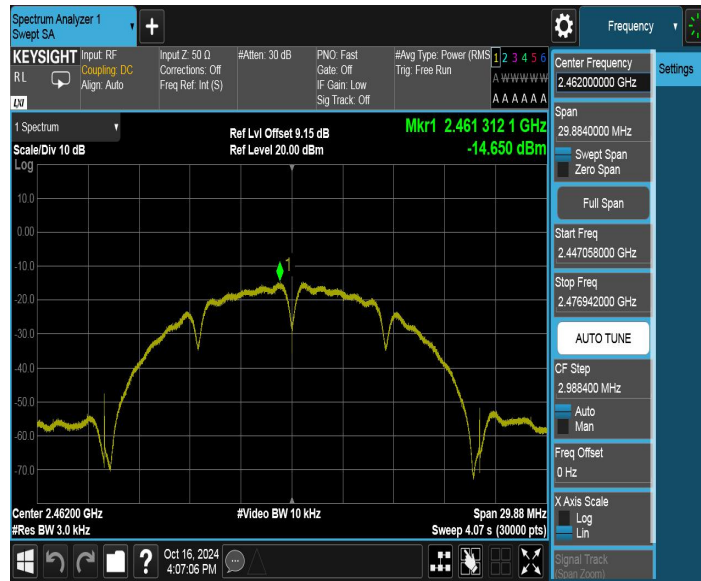 Spectrum Analyzer 1
Swept SA
+
Frequency
KEYSIGHT
RL
LXI
Input: RF
Coupling: DC
Align: Auto
Input Z: 50 Ω
Corrections: Off
Freq Ref: Int (S)
#Atten: 30 dB
PNO: Fast
Gate: Off
IF Gain: Low
Sig Track: Off
#Avg Type: Power (RMS
Trig: Free Run
1 2 3 4 5 6
A W W W W W
A A A A A A
Center Frequency
2.462000000 GHz
Settings
Span
29.8840000 MHz
Swept Span
Zero Span
Full Span
Start Freq
2.447058000 GHz
Stop Freq
2.476942000 GHz
AUTO TUNE
CF Step
2.988400 MHz
Auto
Man
Freq Offset
0 Hz
X Axis Scale
Log
Lin
Signal Track
(Span Zoom)
1 Spectrum
Scale/Div 10 dB
Log
Ref Lvl Offset 9.15 dB
Ref Level 20.00 dBm
Mkr1 2.461 312 1 GHz
-14.650 dBm
10.0
0.00
-10.0
-20.0
-30.0
-40.0
-50.0
-60.0
-70.0
1
Center 2.46200 GHz
#Res BW 3.0 kHz
#Video BW 10 kHz
Span 29.88 MHz
Sweep 4.07 s (30000 pts)
?
Oct 16, 2024
4:07:06 PM